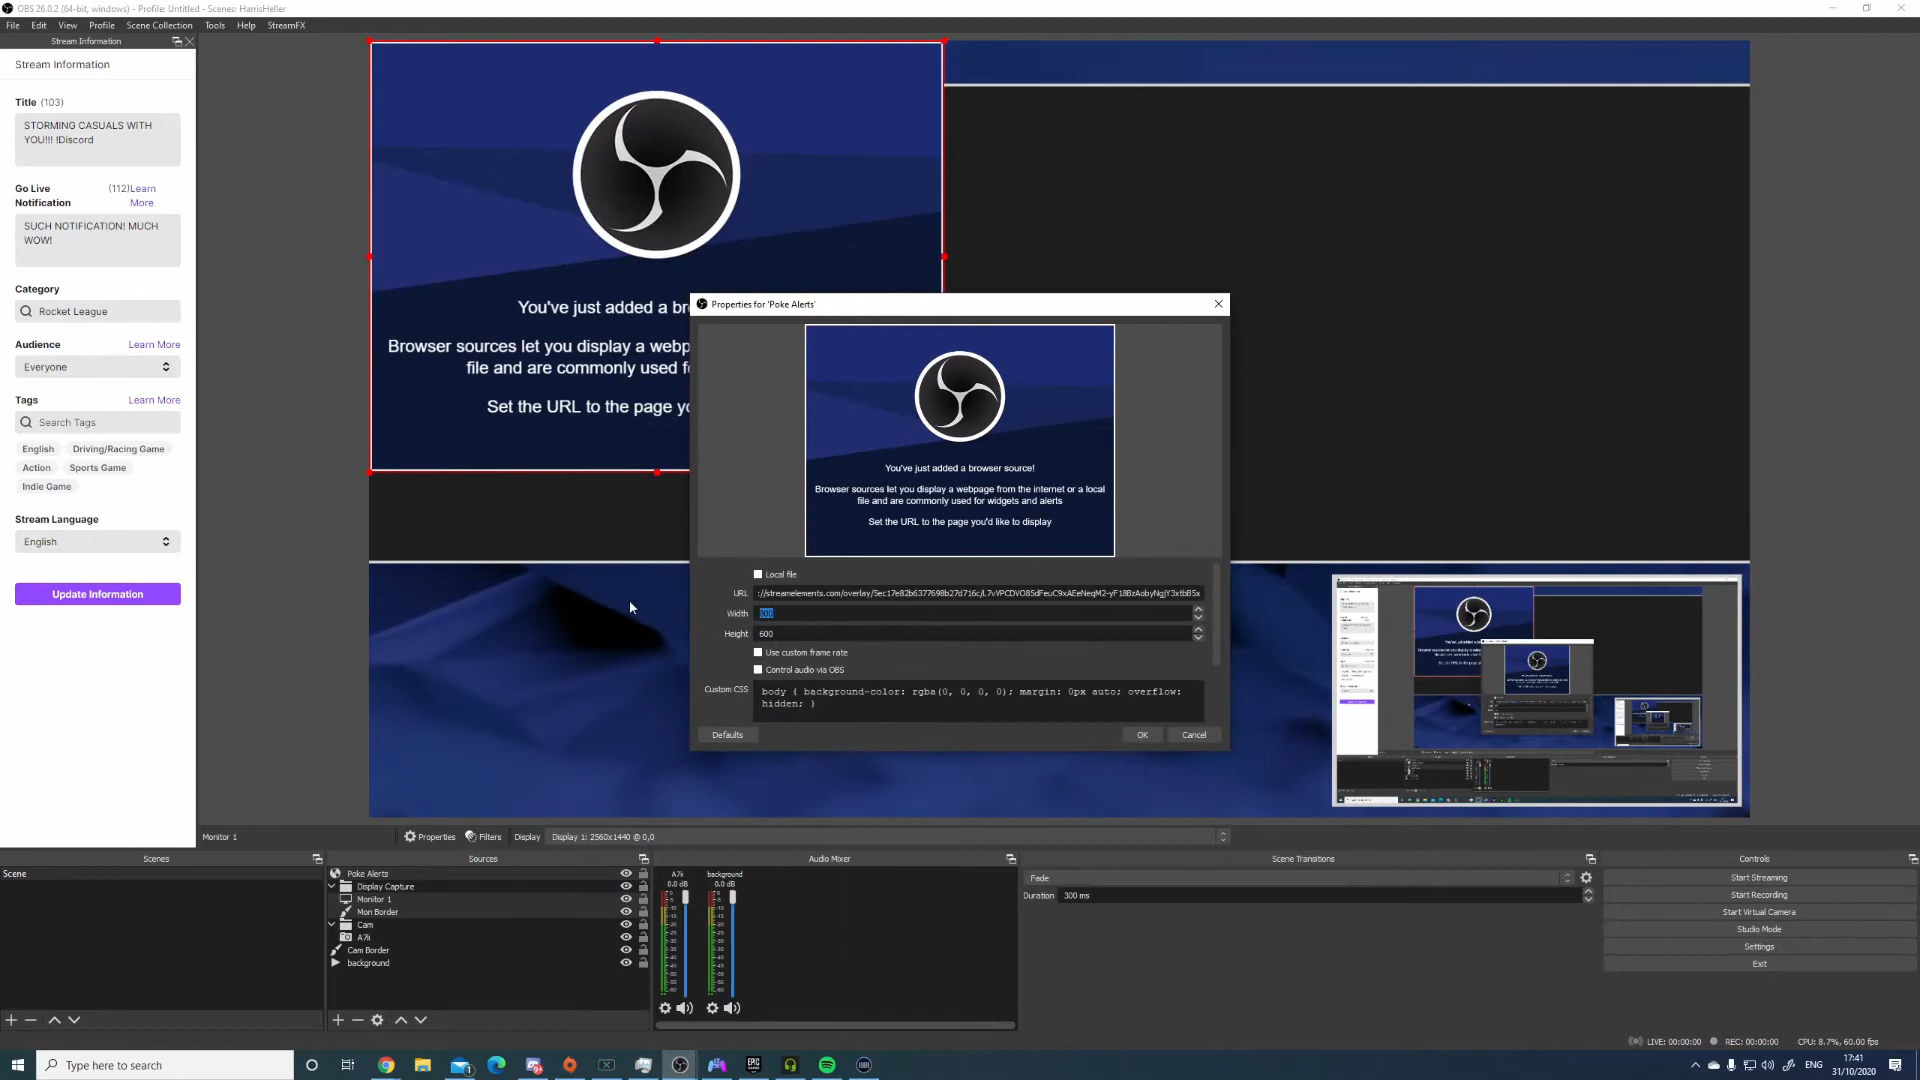 OBS 26.0.2 (64-bit, windows) - Profile: Untitled - Scenes: HarrisHeller
File Edit View Profile Scene Collection Tools Help StreamFX
Stream Information
Stream Information
Title (103)
STORMING CASUALS WITH
YOU!!! !Discord
Go Live (112) Learn
Notification More
SUCH NOTIFICATION! MUCH
WOW!
Category
Rocket League
Audience Learn More
Everyone
Tags Learn More
Search Tags
English Driving/Racing Game
Action Sports Game
Indie Game
Stream Language
English
Update Information
You've just added a br
Browser sources let you display a webp
file and are commonly used f
Set the URL to the page yo
Properties for 'Poke Alerts'
You've just added a browser source!
Browser sources let you display a webpage from the internet or a local
file and are commonly used for widgets and alerts
Set the URL to the page you'd like to display
Local file
URL
Width 800
Height 600
Use custom frame rate
Control audio via OBS
Custom CSS body { background-color: rgba(0, 0, 0, 0); margin: 0px auto; overflow:
hidden; }
Defaults OK Cancel
Monitor 1 Properties Filters Display Display 1: 2560x1440 @ 0,0
Scenes Sources Audio Mixer Scene Transitions Controls
Scene
Poke Alerts
Display Capture
Monitor 1
Mon Border
Cam
A7ii
Cam Border
background
A7ii background
0.0 dB 0.0 dB
Fade
Duration 300 ms
Start Streaming
Start Recording
Start Virtual Camera
Studio Mode
Settings
Exit
LIVE: 00:00:00 REC: 00:00:00 CPU: 8.7%, 60.00 fps
Type here to search
ENG
17:41
31/10/2020